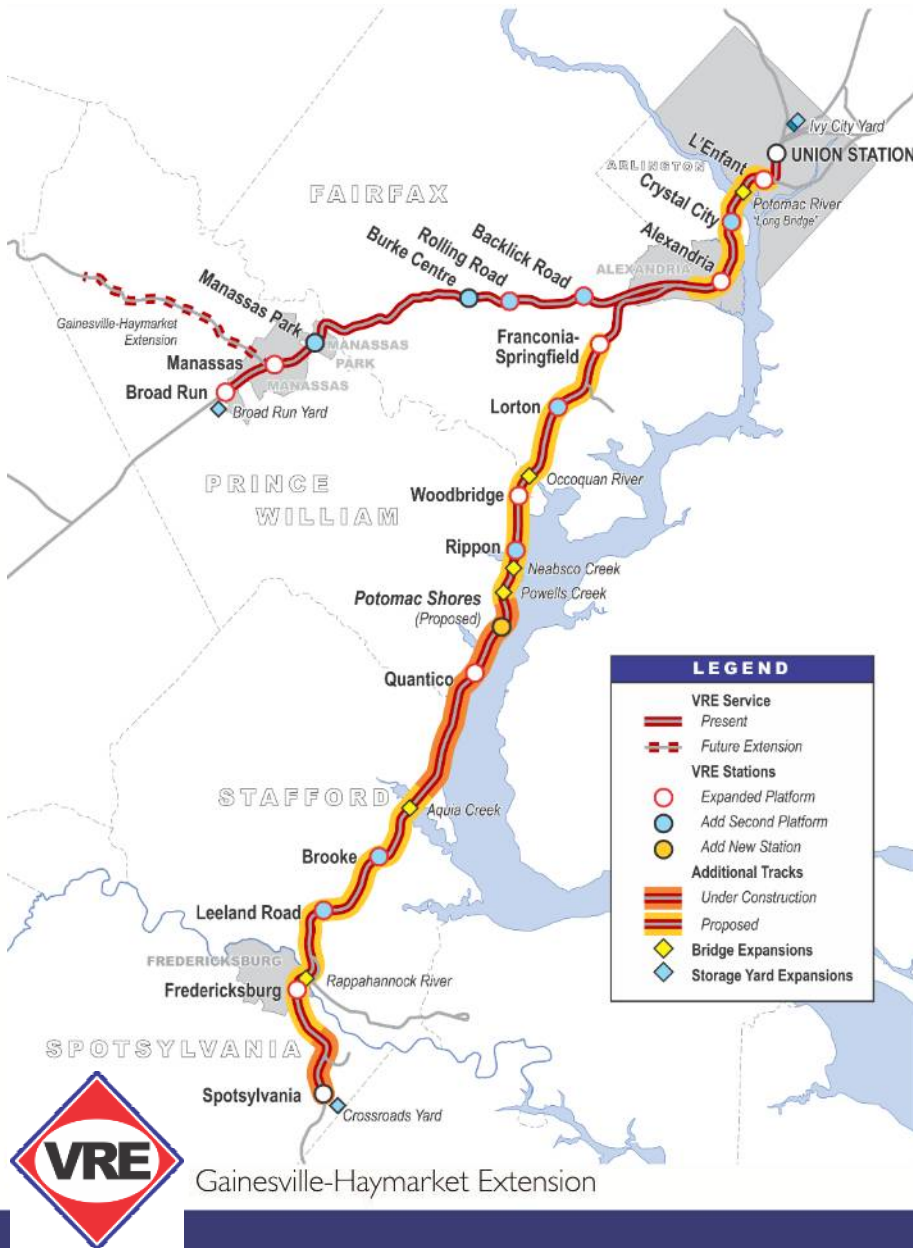 Ivy City Yard
L'Enfant
UNION STATION
ARLINGTON
Crystal City
Potomac River
"Long Bridge"
FAIRFAX
Alexandria
ALEXANDRIA
Backlick Road
Rolling Road
Burke Centre
Manassas Park
Gainesville-Haymarket
Extension
MANASSAS
PARK
Manassas
MANASSAS
Broad Run
Broad Run Yard
Franconia-
Springfield
Lorton
PRINCE
WILLIAM
Occoquan River
Woodbridge
Rippon
Neabsco Creek
Powells Creek
Potomac Shores
(Proposed)
Quantico
LEGEND
VRE Service
Present
Future Extension
VRE Stations
Expanded Platform
Add Second Platform
Add New Station
Additional Tracks
Under Construction
Proposed
Bridge Expansions
Storage Yard Expansions
STAFFORD
Aquia Creek
Brooke
Leeland Road
FREDERICKSBURG
Rappahannock River
Fredericksburg
SPOTSYLVANIA
Spotsylvania
Crossroads Yard
VRE
Gainesville-Haymarket Extension